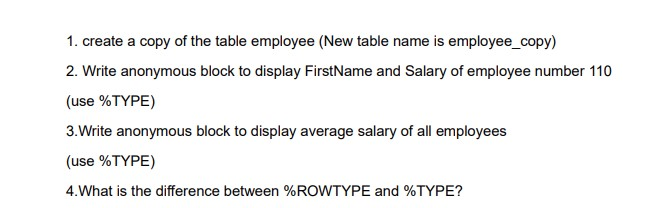 1. create a copy of the table employee (New table name is employee_copy)
2. Write anonymous block to display FirstName and Salary of employee number 110
(use %TYPE)
3.Write anonymous block to display average salary of all employees
(use %TYPE)
4.What is the difference between %ROWTYPE and %TYPE?